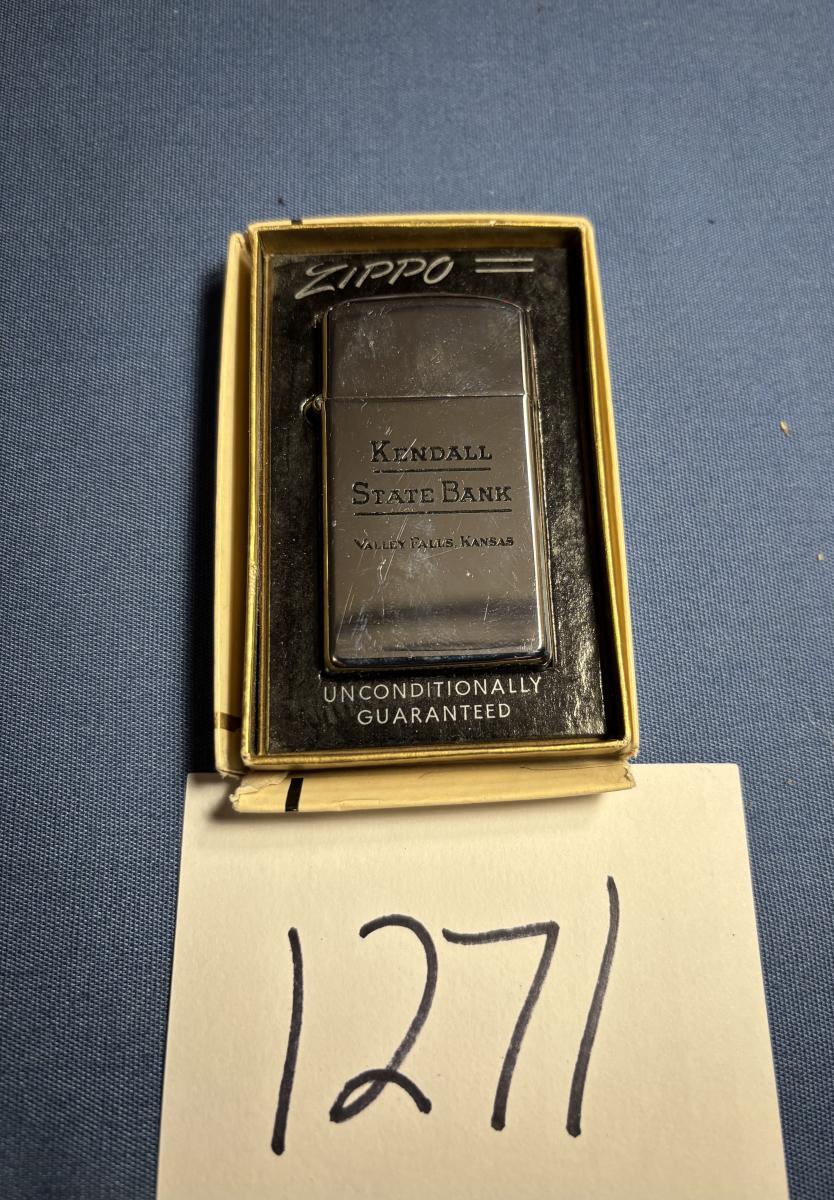 ZIPPO
KENDALL
STATE BANK
VALLEY FALLS, KANSAS
UNCONDITIONALLY
GUARANTEED
1271